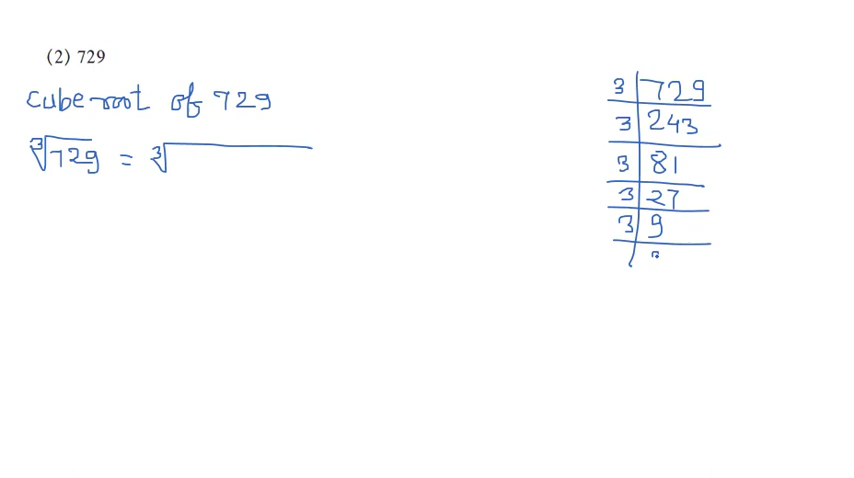 (2) 729
cube root of 729
∛729 = ∛
3 | 729
3 | 243
3 | 81
3 | 27
3 | 9